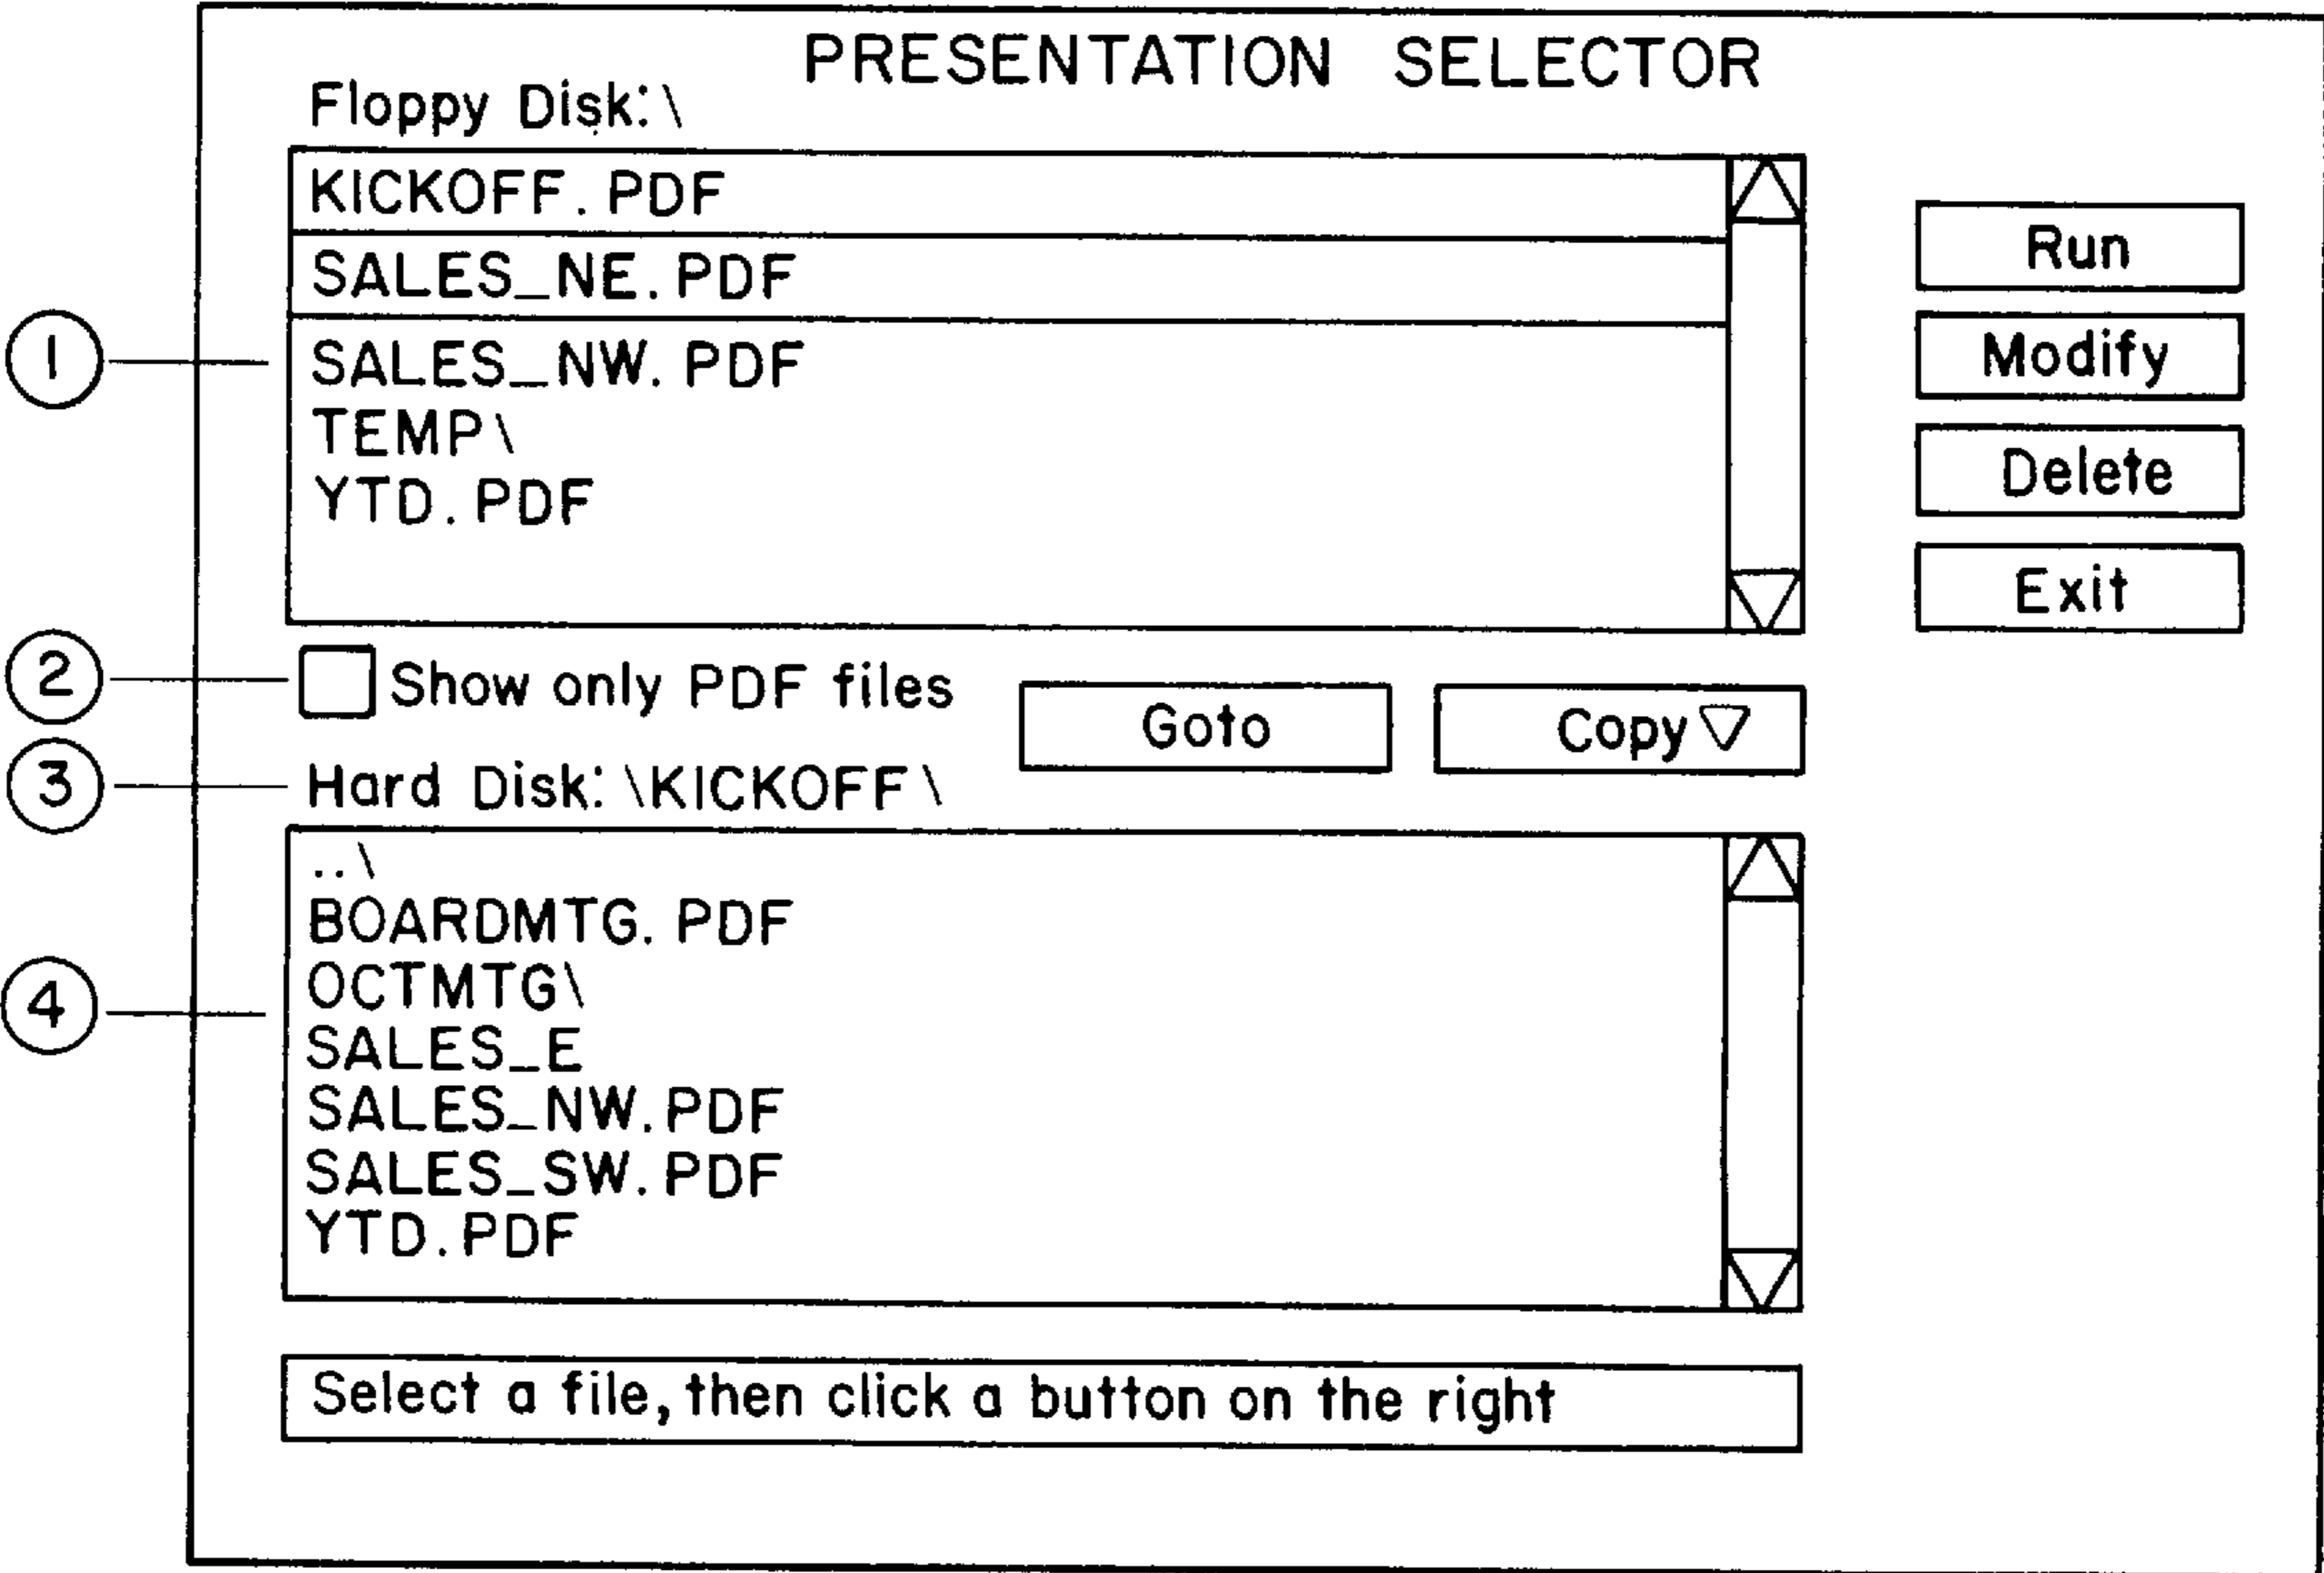 PRESENTATION SELECTOR
Floppy Disk:\
KICKOFF.PDF
SALES_NE.PDF
SALES_NW.PDF
TEMP\
YTD.PDF
Run
Modify
Delete
Exit
1
2
Show only PDF files
Goto
Copy
3
Hard Disk: \KICKOFF\
..\
BOARDMTG.PDF
OCTMTG\
4
SALES_E
SALES_NW.PDF
SALES_SW.PDF
YTD.PDF
Select a file, then click a button on the right